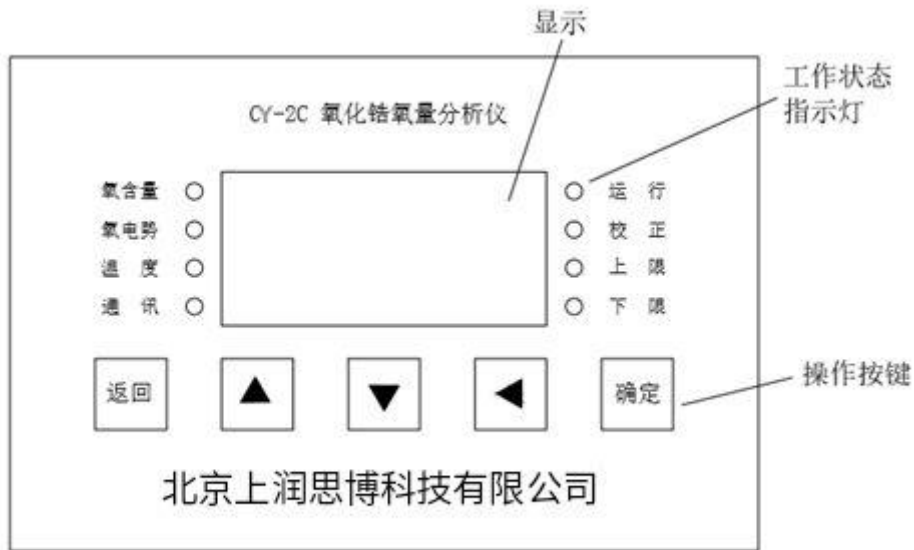 显示
工作状态
指示灯
CY-2C 氧化锆氧量分析仪
氧含量
运 行
氧电势
校 正
温 度
上 限
通 讯
下 限
返回
确定
操作按键
北京上润思博科技有限公司